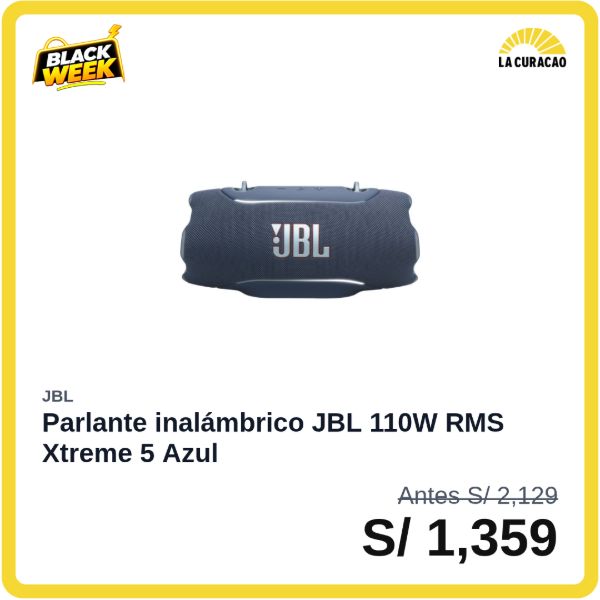 BLACK
WEEK
LA CURACAO
JBL
JBL
Parlante inalámbrico JBL 110W RMS
Xtreme 5 Azul
Antes S/ 2,129
S/ 1,359